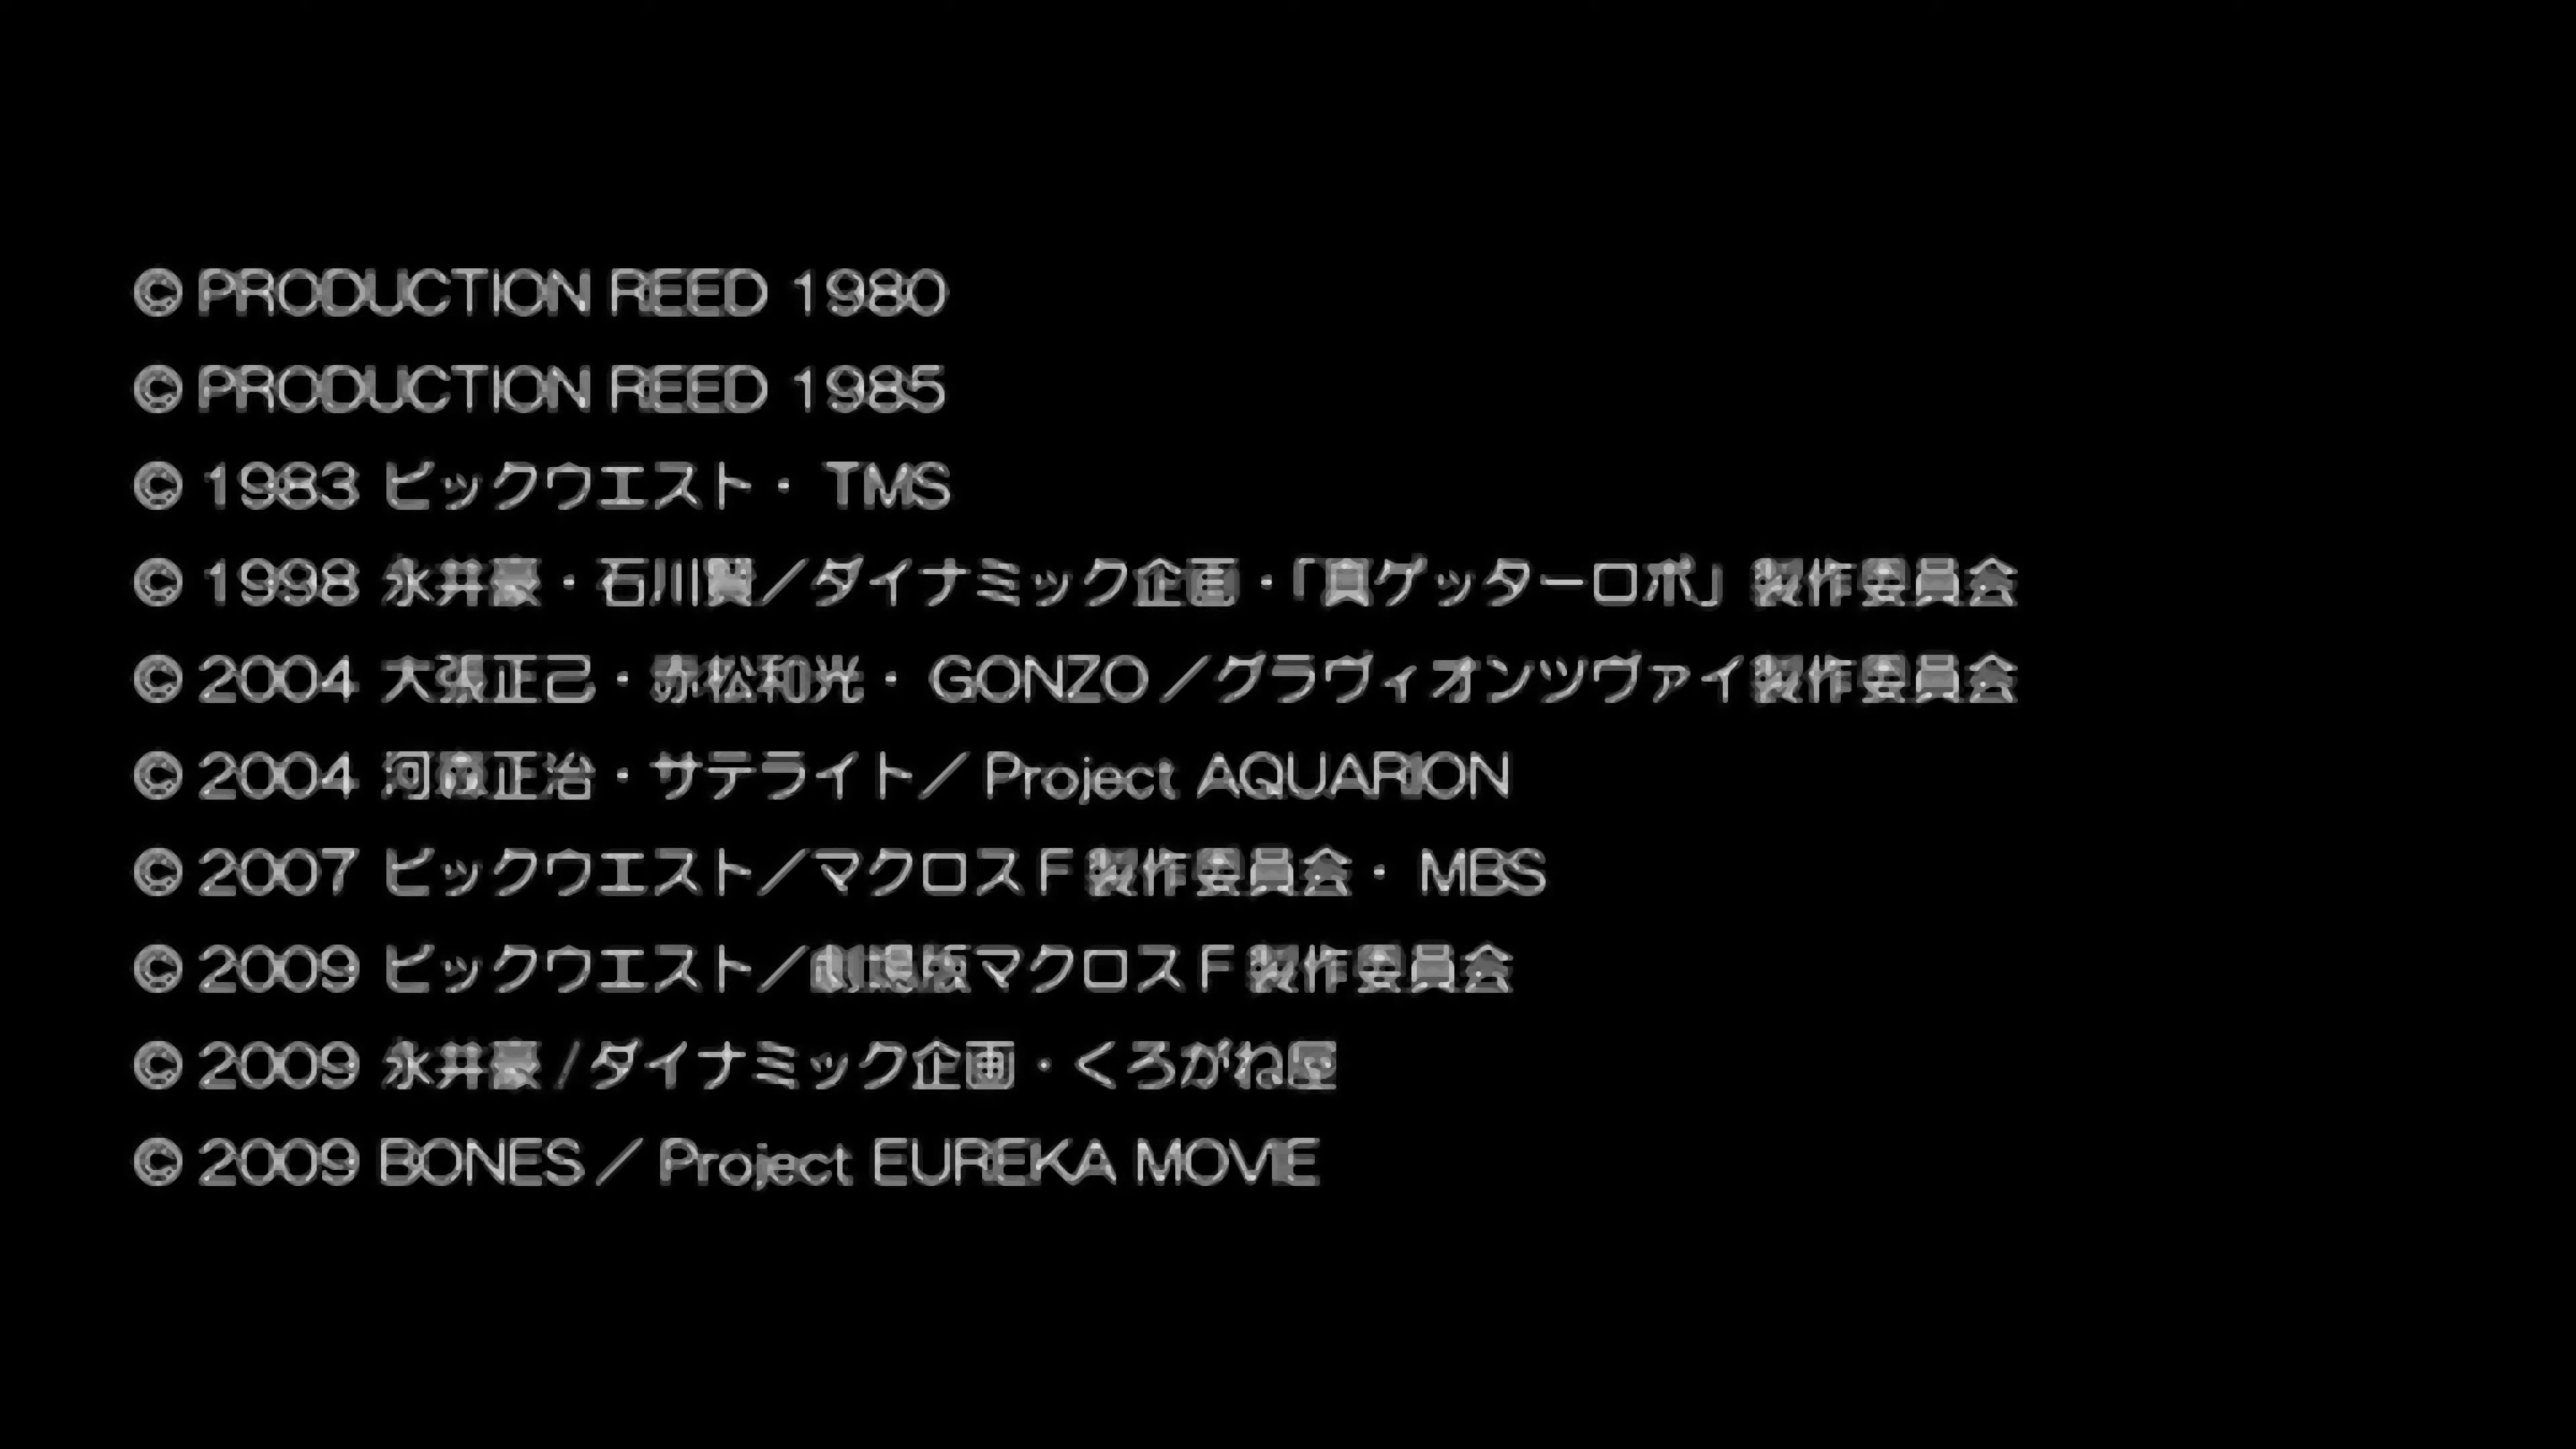 © PRODUCTION REED 1980
© PRODUCTION REED 1985
© 1983 ビックウエスト・TMS
© 1998 永井豪・石川賢／ダイナミック企画・「真ゲッターロボ」製作委員会
© 2004 大張正己・赤松和光・GONZO／グラヴィオンツヴァイ製作委員会
© 2004 河森正治・サテライト／Project AQUARION
© 2007 ビックウエスト／マクロスF製作委員会・MBS
© 2009 ビックウエスト／劇場版マクロスF製作委員会
© 2009 永井豪/ダイナミック企画・くろがね屋
© 2009 BONES／Project EUREKA MOVIE